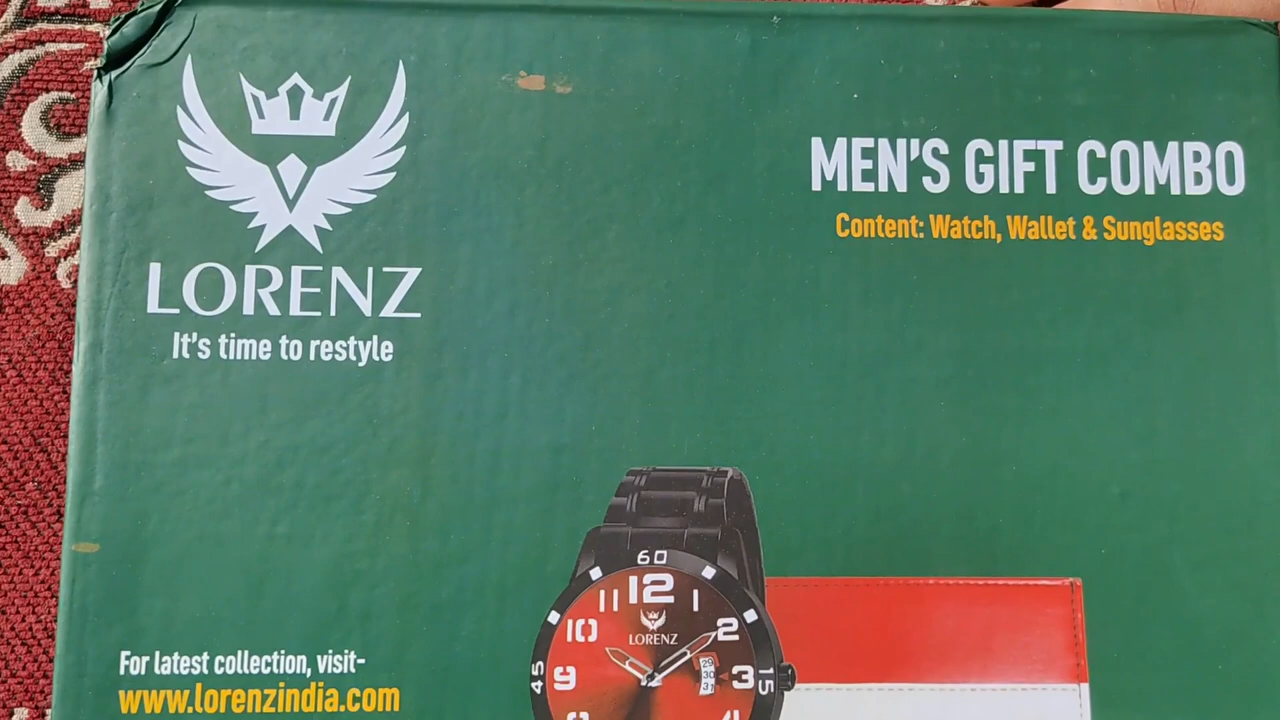 LORENZ
It's time to restyle
MEN'S GIFT COMBO
Content: Watch, Wallet & Sunglasses
60
12
11 1
10 2
LORENZ
29
30
31
45 9 3 15
For latest collection, visit-
www.lorenzindia.com